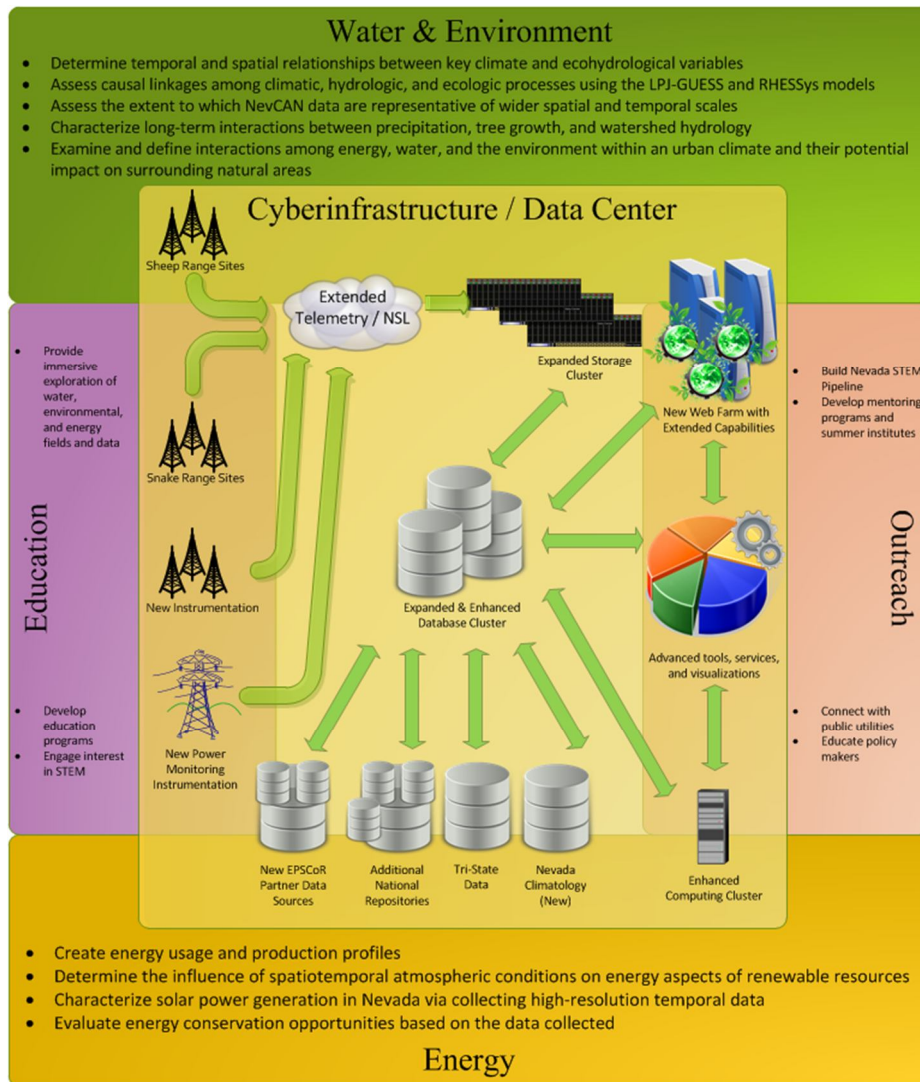 Water & Environment
• Determine temporal and spatial relationships between key climate and ecohydrological variables
• Assess causal linkages among climatic, hydrologic, and ecologic processes using the LPJ-GUESS and RHESSys models
• Assess the extent to which NevCAN data are representative of wider spatial and temporal scales
• Characterize long-term interactions between precipitation, tree growth, and watershed hydrology
• Examine and define interactions among energy, water, and the environment within an urban climate and their potential
impact on surrounding natural areas
Cyberinfrastructure / Data Center
Sheep Range Sites
Extended
Telemetry / NSL
Expanded Storage
Cluster
New Web Farm with
Extended Capabilities
Snake Range Sites
New Instrumentation
Expanded & Enhanced
Database Cluster
Advanced tools, services,
and visualizations
New Power
Monitoring
Instrumentation
New EPSCoR
Partner Data
Sources
Additional
National
Repositories
Tri-State
Data
Nevada
Climatology
(New)
Enhanced
Computing Cluster
Education
• Provide
immersive
exploration of
water,
environmental,
and energy
fields and data
• Develop
education
programs
• Engage interest
in STEM
Outreach
• Build Nevada STEM
Pipeline
• Develop mentoring
programs and
summer institutes
• Connect with
public utilities
• Educate policy
makers
• Create energy usage and production profiles
• Determine the influence of spatiotemporal atmospheric conditions on energy aspects of renewable resources
• Characterize solar power generation in Nevada via collecting high-resolution temporal data
• Evaluate energy conservation opportunities based on the data collected
Energy